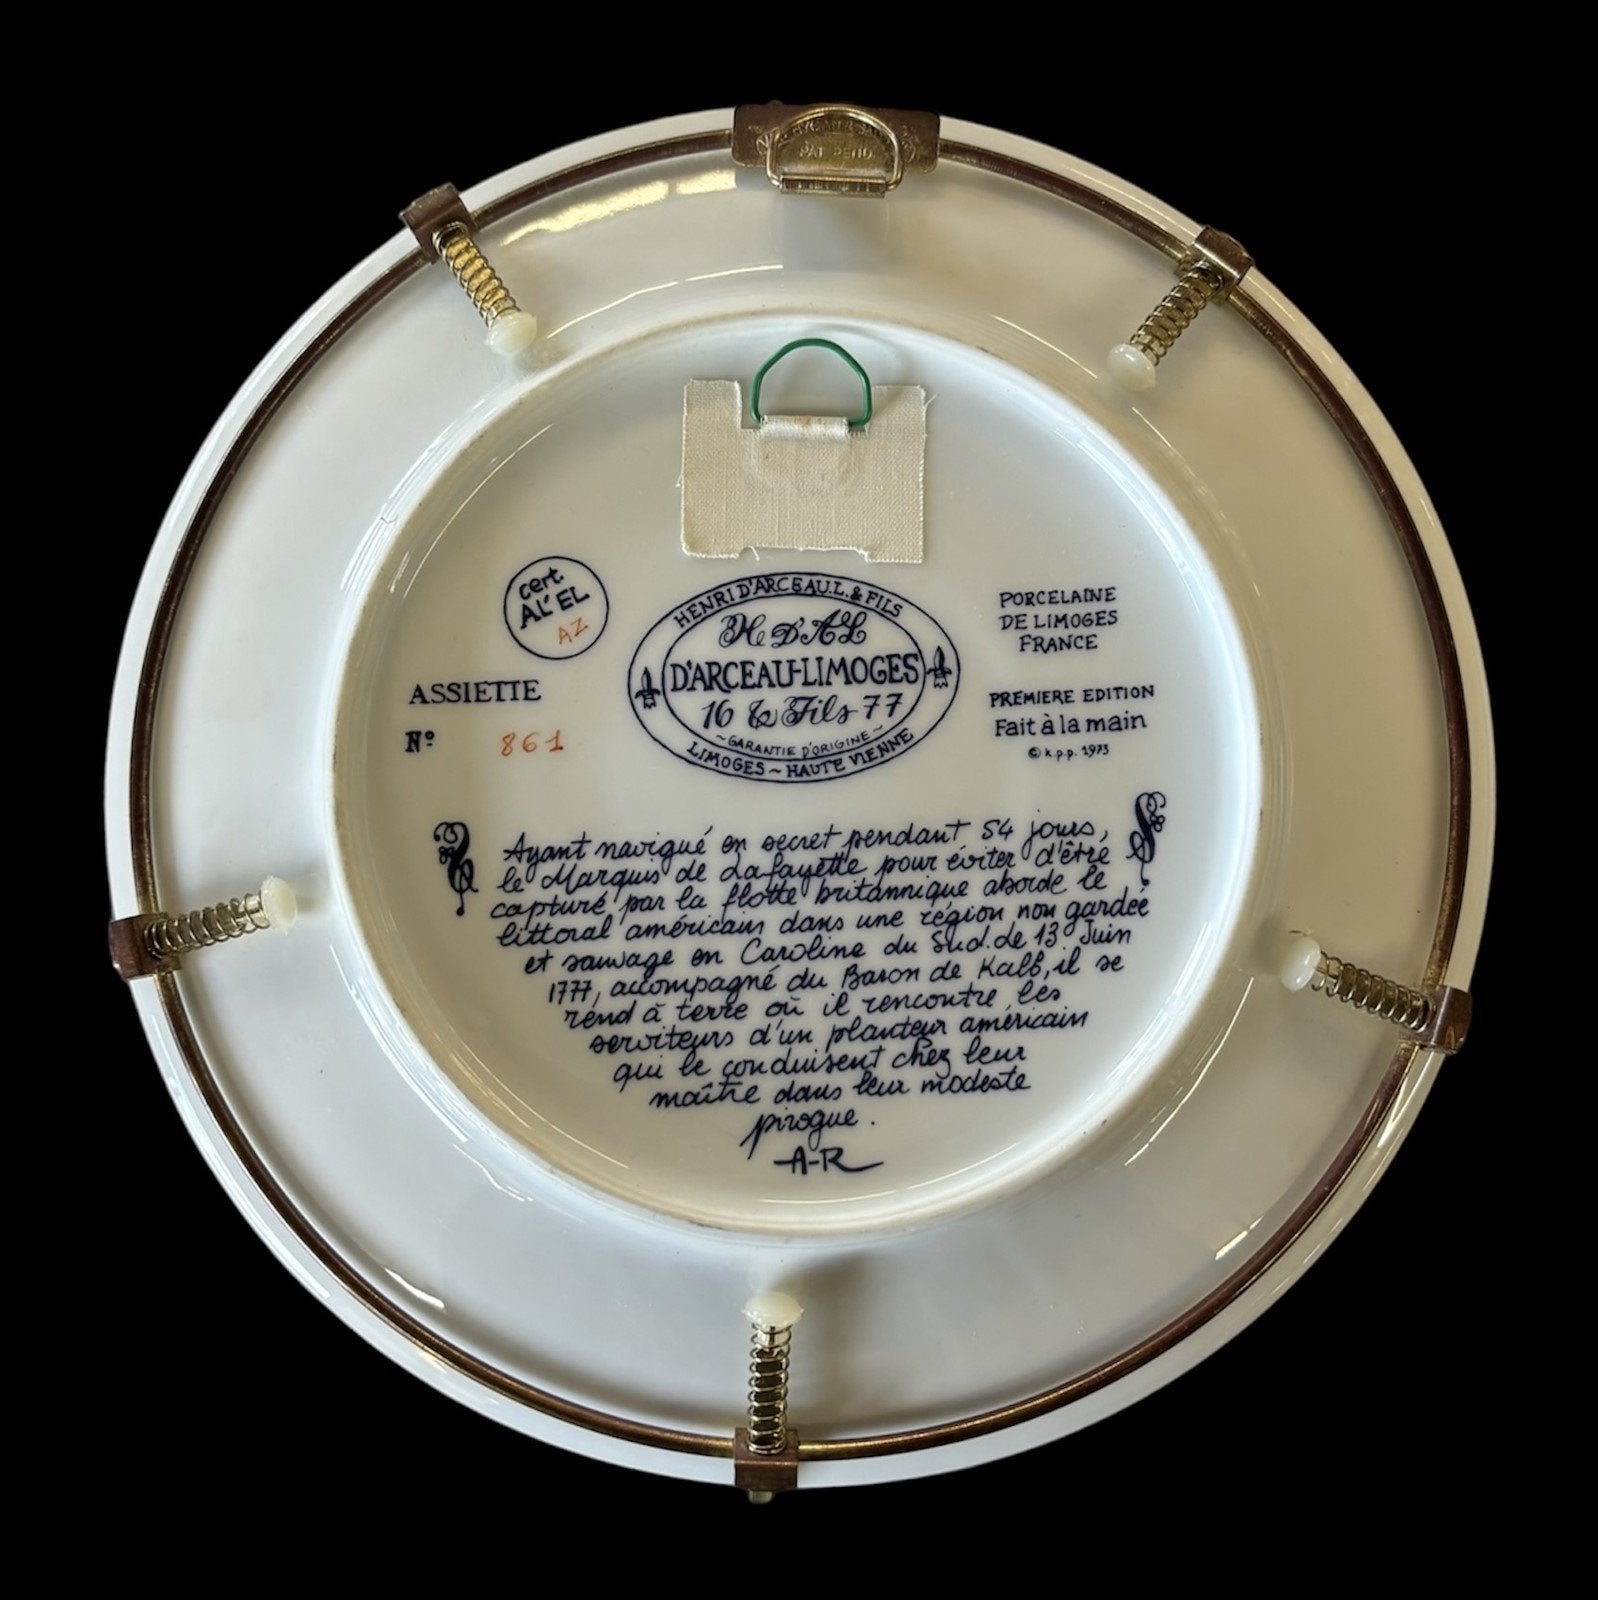 PAT PEND
cert.
AL'EL
AZ
ASSIETTE
Nº 861
HENRI D'ARCEAU.L.& FILS
H D'AL
D'ARCEAU-LIMOGES
16 & Fils 77
~GARANTIE D'ORIGINE~
LIMOGES ~ HAUTE VIENNE
PORCELAINE
DE LIMOGES
FRANCE
PREMIERE EDITION
Fait à la main
© k.p.p. 1973
Ayant navigué en secret pendant 54 jours,
le Marquis de Lafayette pour éviter d'être
capturé par la flotte britannique aborde le
littoral américain dans une région non gardée
et sauvage en Caroline du Sud. de 13 Juin
1777, accompagné du Baron de Kalb, il se
rend à terre où il rencontre les
serviteurs d'un planteur américain
qui le conduisent chez leur
maître dans leur modeste
pirogue.
A-R